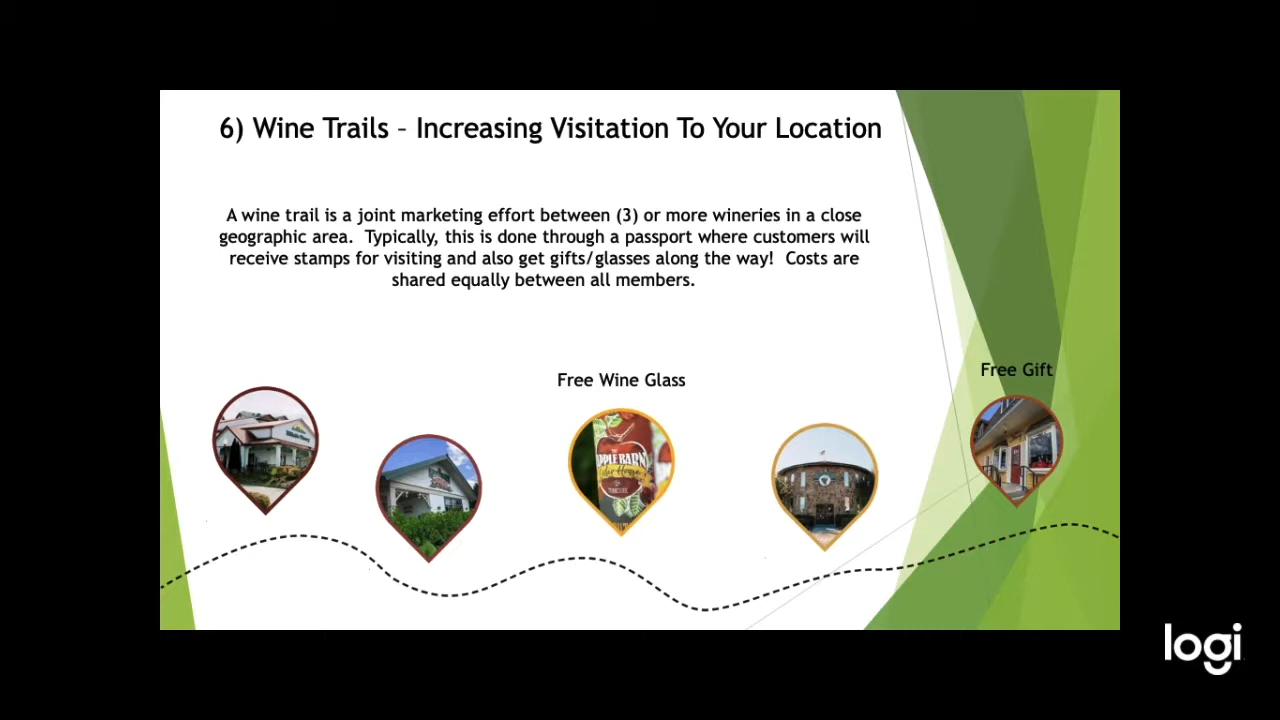 6) Wine Trails – Increasing Visitation To Your Location
A wine trail is a joint marketing effort between (3) or more wineries in a close
geographic area. Typically, this is done through a passport where customers will
receive stamps for visiting and also get gifts/glasses along the way! Costs are
shared equally between all members.
Free Gift
Free Wine Glass
APPLE BARN
logi